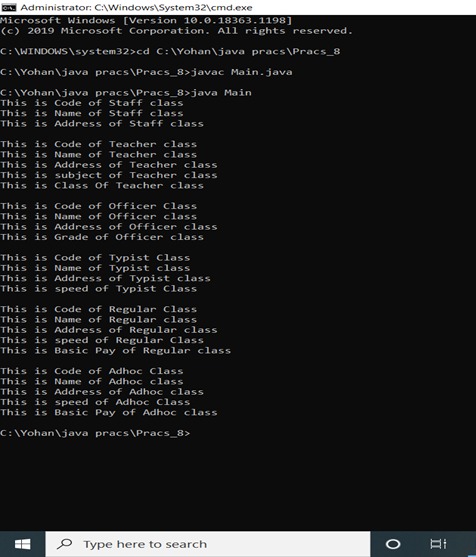 Administrator: C:\Windows\System32\cmd.exe
Microsoft Windows [Version 10.0.18363.1198]
(c) 2019 Microsoft Corporation. All rights reserved.
C:\WINDOWS\system32>cd C:\Yohan\java pracs\Pracs_8
C:\Yohan\java pracs\Pracs_8>javac Main.java
C:\Yohan\java pracs\Pracs_8>java Main
This is Code of Staff class
This is Name of Staff class
This is Address of Staff class
This is Code of Teacher class
This is Name of Teacher class
This is Address of Teacher class
This is subject of Teacher class
This is Class Of Teacher class
This is Code of Officer Class
This is Name of Officer class
This is Address of Officer class
This is Grade of Officer class
This is Code of Typist Class
This is Name of Typist class
This is Address of Typist class
This is speed of Typist Class
This is Code of Regular Class
This is Name of Regular class
This is Address of Regular class
This is speed of Regular Class
This is Basic Pay of Regular class
This is Code of Adhoc Class
This is Name of Adhoc class
This is Address of Adhoc class
This is speed of Adhoc Class
This is Basic Pay of Adhoc class
C:\Yohan\java pracs\Pracs_8>
Type here to search